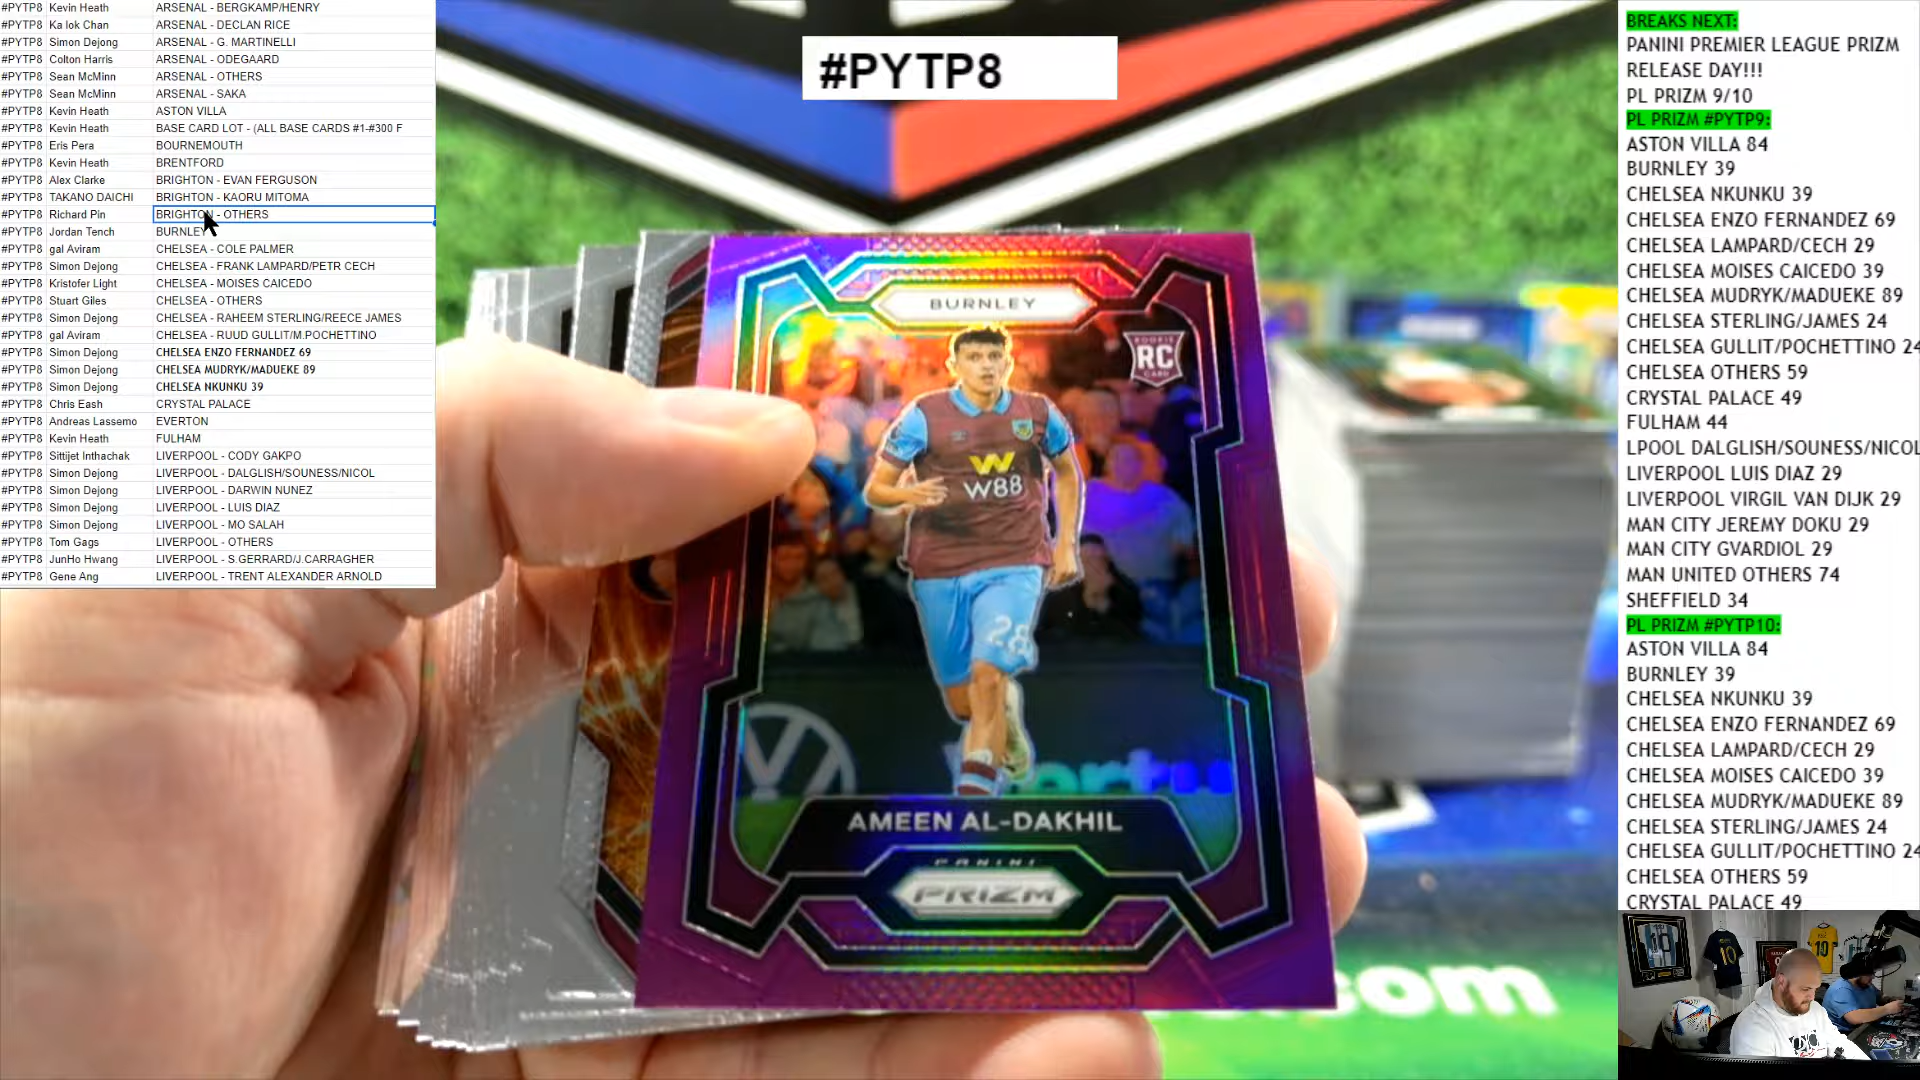 #PYTP8 Kevin Heath ARSENAL - BERGKAMP/HENRY
#PYTP8 Ka lok Chan ARSENAL - DECLAN RICE
#PYTP8 Simon Dejong ARSENAL - G. MARTINELLI
#PYTP8 Colton Harris ARSENAL - ODEGAARD
#PYTP8 Sean McMinn ARSENAL - OTHERS
#PYTP8 Sean McMinn ARSENAL - SAKA
#PYTP8 Kevin Heath ASTON VILLA
#PYTP8 Kevin Heath BASE CARD LOT - (ALL BASE CARDS #1-#300 F
#PYTP8 Eris Pera BOURNEMOUTH
#PYTP8 Kevin Heath BRENTFORD
#PYTP8 Alex Clarke BRIGHTON - EVAN FERGUSON
#PYTP8 TAKANO DAICHI BRIGHTON - KAORU MITOMA
#PYTP8 Richard Pin BRIGHTON - OTHERS
#PYTP8 Jordan Tench BURNLEY
#PYTP8 gal Aviram CHELSEA - COLE PALMER
#PYTP8 Simon Dejong CHELSEA - FRANK LAMPARD/PETR CECH
#PYTP8 Kristofer Light CHELSEA - MOISES CAICEDO
#PYTP8 Stuart Giles CHELSEA - OTHERS
#PYTP8 Simon Dejong CHELSEA - RAHEEM STERLING/REECE JAMES
#PYTP8 gal Aviram CHELSEA - RUUD GULLIT/M.POCHETTINO
#PYTP8 Simon Dejong CHELSEA ENZO FERNANDEZ 69
#PYTP8 Simon Dejong CHELSEA MUDRYK/MADUEKE 89
#PYTP8 Simon Dejong CHELSEA NKUNKU 39
#PYTP8 Chris Eash CRYSTAL PALACE
#PYTP8 Andreas Lassemo EVERTON
#PYTP8 Kevin Heath FULHAM
#PYTP8 Sittijet Inthachak LIVERPOOL - CODY GAKPO
#PYTP8 Simon Dejong LIVERPOOL - DALGLISH/SOUNESS/NICOL
#PYTP8 Simon Dejong LIVERPOOL - DARWIN NUNEZ
#PYTP8 Simon Dejong LIVERPOOL - LUIS DIAZ
#PYTP8 Simon Dejong LIVERPOOL - MO SALAH
#PYTP8 Tom Gags LIVERPOOL - OTHERS
#PYTP8 JunHo Hwang LIVERPOOL - S.GERRARD/J.CARRAGHER
#PYTP8 Gene Ang LIVERPOOL - TRENT ALEXANDER ARNOLD
#PYTP8
BURNLEY
ROOKIE
RC
CARD
W
W88
28
AMEEN AL-DAKHIL
PANINI
PRIZM
.com
BREAKS NEXT:
PANINI PREMIER LEAGUE PRIZM
RELEASE DAY!!!
PL PRIZM 9/10
PL PRIZM #PYTP9:
ASTON VILLA 84
BURNLEY 39
CHELSEA NKUNKU 39
CHELSEA ENZO FERNANDEZ 69
CHELSEA LAMPARD/CECH 29
CHELSEA MOISES CAICEDO 39
CHELSEA MUDRYK/MADUEKE 89
CHELSEA STERLING/JAMES 24
CHELSEA GULLIT/POCHETTINO 24
CHELSEA OTHERS 59
CRYSTAL PALACE 49
FULHAM 44
LPOOL DALGLISH/SOUNESS/NICOL
LIVERPOOL LUIS DIAZ 29
LIVERPOOL VIRGIL VAN DIJK 29
MAN CITY JEREMY DOKU 29
MAN CITY GVARDIOL 29
MAN UNITED OTHERS 74
SHEFFIELD 34
PL PRIZM #PYTP10:
ASTON VILLA 84
BURNLEY 39
CHELSEA NKUNKU 39
CHELSEA ENZO FERNANDEZ 69
CHELSEA LAMPARD/CECH 29
CHELSEA MOISES CAICEDO 39
CHELSEA MUDRYK/MADUEKE 89
CHELSEA STERLING/JAMES 24
CHELSEA GULLIT/POCHETTINO 24
CHELSEA OTHERS 59
CRYSTAL PALACE 49
10
10